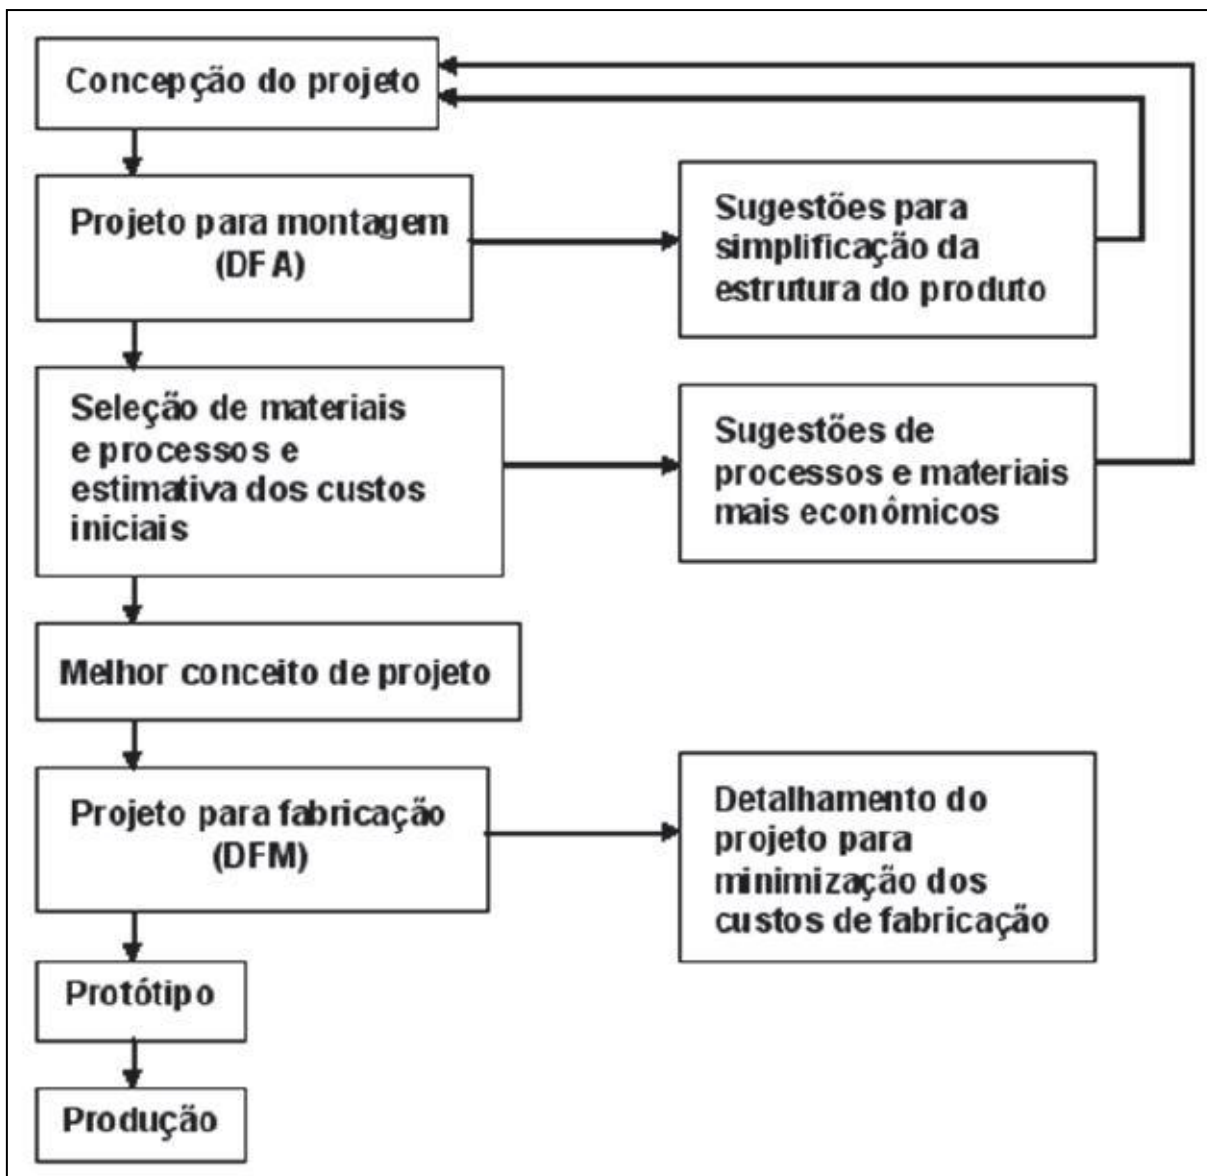 Concepção do projeto
Projeto para montagem
(DFA)
Sugestões para
simplificação da
estrutura do produto
Seleção de materiais
e processos e
estimativa dos custos
iniciais
Sugestões de
processos e materiais
mais econômicos
Melhor conceito de projeto
Projeto para fabricação
(DFM)
Detalhamento do
projeto para
minimização dos
custos de fabricação
Protótipo
Produção